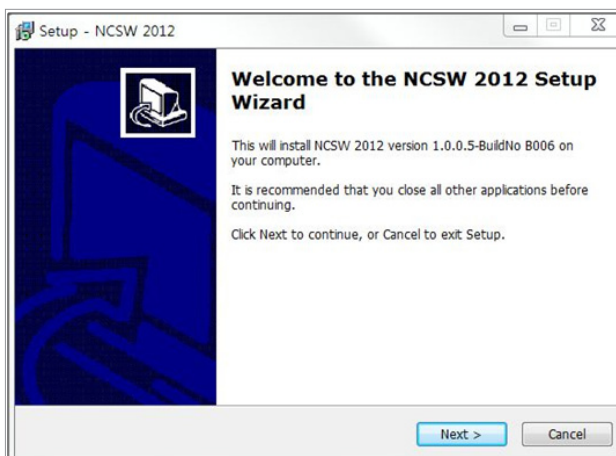 Setup - NCSW 2012
Welcome to the NCSW 2012 Setup
Wizard
This will install NCSW 2012 version 1.0.0.5-BuildNo B006 on
your computer.
It is recommended that you close all other applications before
continuing.
Click Next to continue, or Cancel to exit Setup.
Next >
Cancel